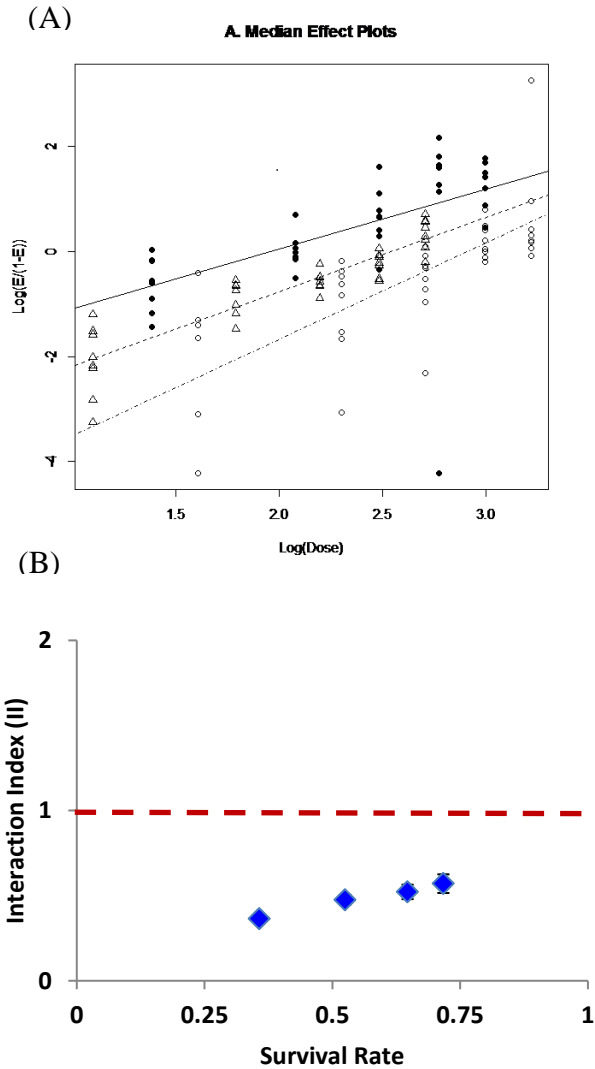 (A)
A. Median Effect Plots
Log(E/(1-E))
2
0
-2
-4
1.5
2.0
2.5
3.0
Log(Dose)
(B)
Interaction Index (II)
2
1
0
0
0.25
0.5
0.75
1
Survival Rate